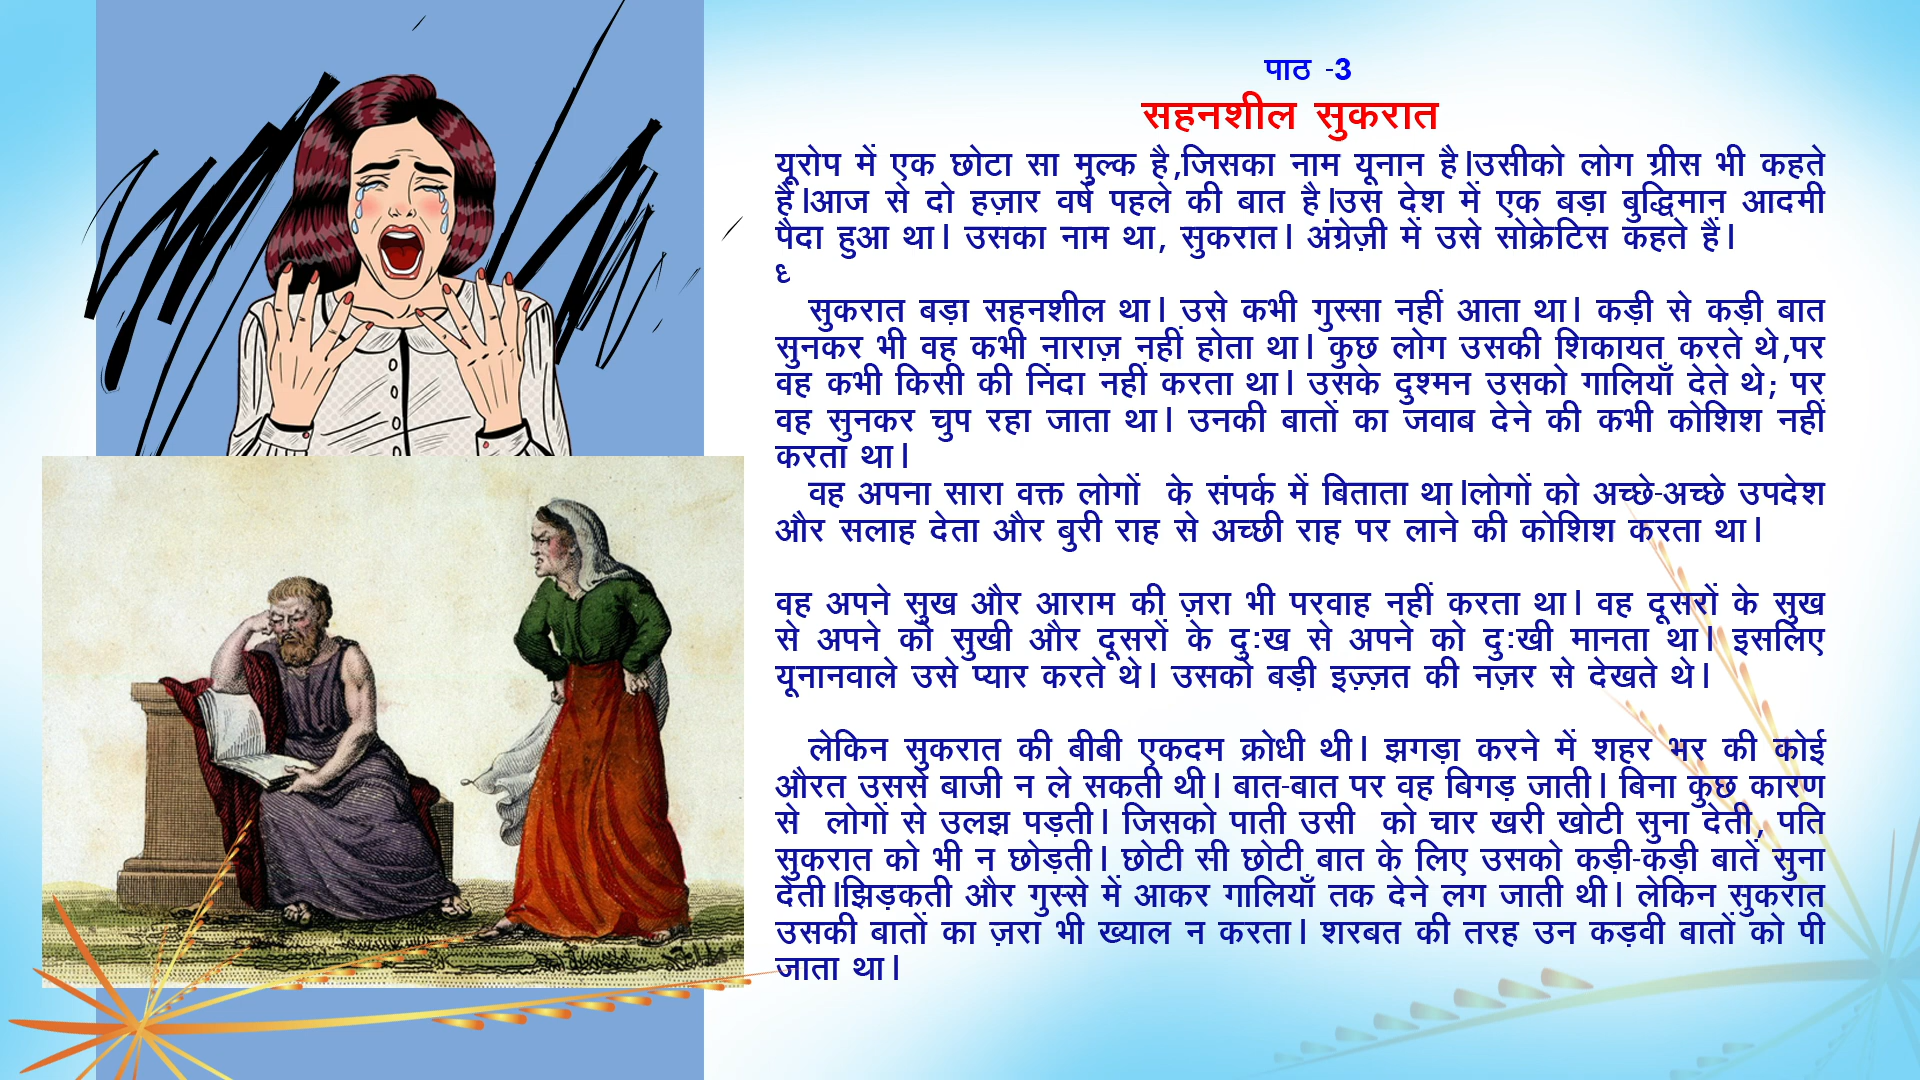 पाठ -3
सहनशील सुकरात
यूरोप में एक छोटा सा मुल्क है,जिसका नाम यूनान है।उसीको लोग ग्रीस भी कहते
हैं।आज से दो हज़ार वर्ष पहले की बात है।उस देश में एक बड़ा बुद्धिमान आदमी
पैदा हुआ था। उसका नाम था, सुकरात। अंग्रेज़ी में उसे सोक्रेटिस कहते हैं।
६
सुकरात बड़ा सहनशील था। उसे कभी गुस्सा नहीं आता था। कड़ी से कड़ी बात
सुनकर भी वह कभी नाराज़ नहीं होता था। कुछ लोग उसकी शिकायत करते थे,पर
वह कभी किसी की निंदा नहीं करता था। उसके दुश्मन उसको गालियाँ देते थे; पर
वह सुनकर चुप रहा जाता था। उनकी बातों का जवाब देने की कभी कोशिश नहीं
करता था।
वह अपना सारा वक्त लोगों के संपर्क में बिताता था।लोगों को अच्छे-अच्छे उपदेश
और सलाह देता और बुरी राह से अच्छी राह पर लाने की कोशिश करता था।
वह अपने सुख और आराम की ज़रा भी परवाह नहीं करता था। वह दूसरों के सुख
से अपने को सुखी और दूसरों के दुःख से अपने को दुःखी मानता था। इसलिए
यूनानवाले उसे प्यार करते थे। उसको बड़ी इज़्ज़त की नज़र से देखते थे।
लेकिन सुकरात की बीबी एकदम क्रोधी थी। झगड़ा करने में शहर भर की कोई
औरत उससे बाजी न ले सकती थी। बात-बात पर वह बिगड़ जाती। बिना कुछ कारण
से लोगों से उलझ पड़ती। जिसको पाती उसी को चार खरी खोटी सुना देती, पति
सुकरात को भी न छोड़ती। छोटी सी छोटी बात के लिए उसको कड़ी-कड़ी बातें सुना
देती।झिड़कती और गुस्से में आकर गालियाँ तक देने लग जाती थी। लेकिन सुकरात
उसकी बातों का ज़रा भी ख्याल न करता। शरबत की तरह उन कड़वी बातों को पी
जाता था।